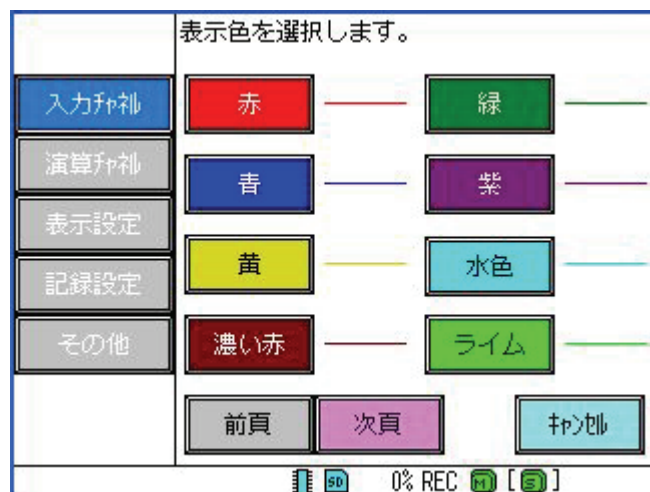 表示色を選択します。
入力ﾁｬﾈﾙ
演算ﾁｬﾈﾙ
表示設定
記録設定
その他
赤
緑
青
紫
黄
水色
濃い赤
ライム
前頁
次頁
ｷｬﾝｾﾙ
SD 0% REC M [S]